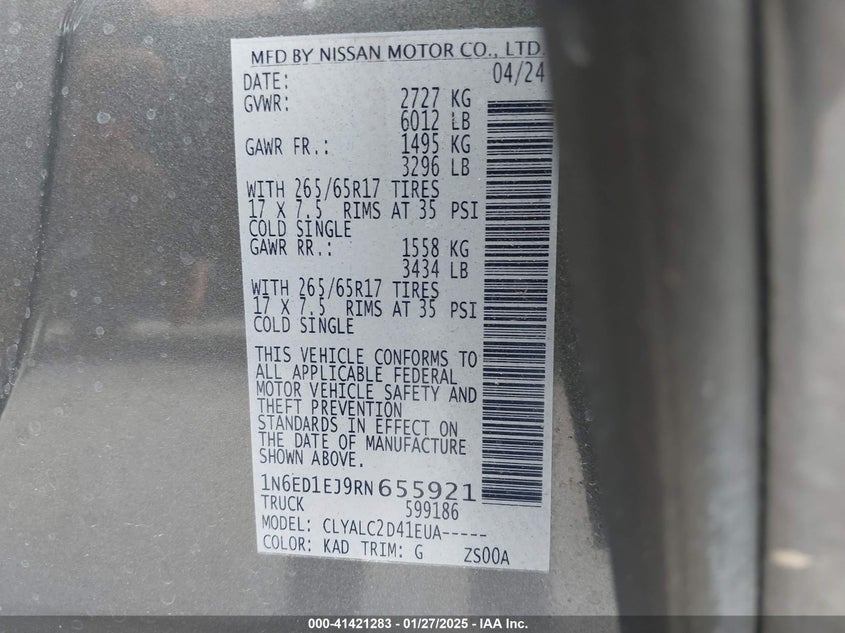 MFD BY NISSAN MOTOR CO., LTD.
DATE: 04/24
GVWR: 2727 KG
6012 LB
GAWR FR.: 1495 KG
3296 LB
WITH 265/65R17 TIRES
17 X 7.5 RIMS AT 35 PSI
COLD SINGLE
GAWR RR.: 1558 KG
3434 LB
WITH 265/65R17 TIRES
17 X 7.5 RIMS AT 35 PSI
COLD SINGLE
THIS VEHICLE CONFORMS TO
ALL APPLICABLE FEDERAL
MOTOR VEHICLE SAFETY AND
THEFT PREVENTION
STANDARDS IN EFFECT ON
THE DATE OF MANUFACTURE
SHOWN ABOVE.
1N6ED1EJ9RN655921
TRUCK 599186
MODEL: CLYALC2D41EUA-----
COLOR: KAD TRIM: G ZS00A
000-41421283 - 01/27/2025 - IAA Inc.